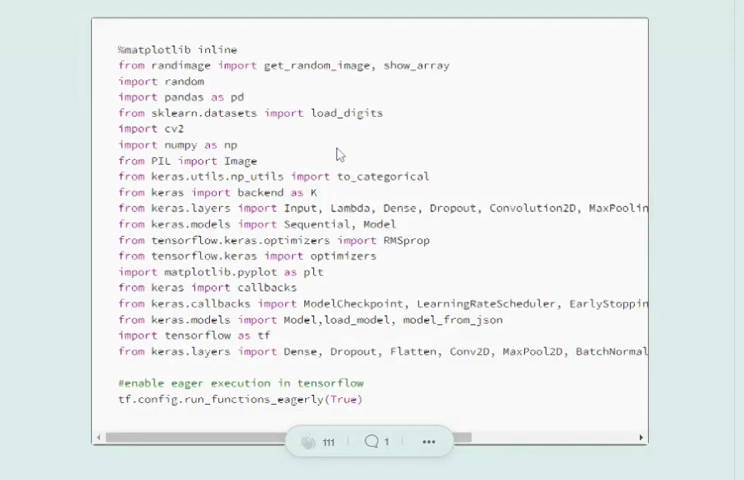 %matplotlib inline
from randimage import get_random_image, show_array
import random
import pandas as pd
from sklearn.datasets import load_digits
import cv2
import numpy as np
from PIL import Image
from keras.utils.np_utils import to_categorical
from keras import backend as K
from keras.layers import Input, Lambda, Dense, Dropout, Convolution2D, MaxPoolin
from keras.models import Sequential, Model
from tensorflow.keras.optimizers import RMSprop
from tensorflow.keras import optimizers
import matplotlib.pyplot as plt
from keras import callbacks
from keras.callbacks import ModelCheckpoint, LearningRateScheduler, EarlyStoppin
from keras.models import Model,load_model, model_from_json
import tensorflow as tf
from keras.layers import Dense, Dropout, Flatten, Conv2D, MaxPool2D, BatchNormal
#enable eager execution in tensorflow
tf.config.run_functions_eagerly(True)
111 1